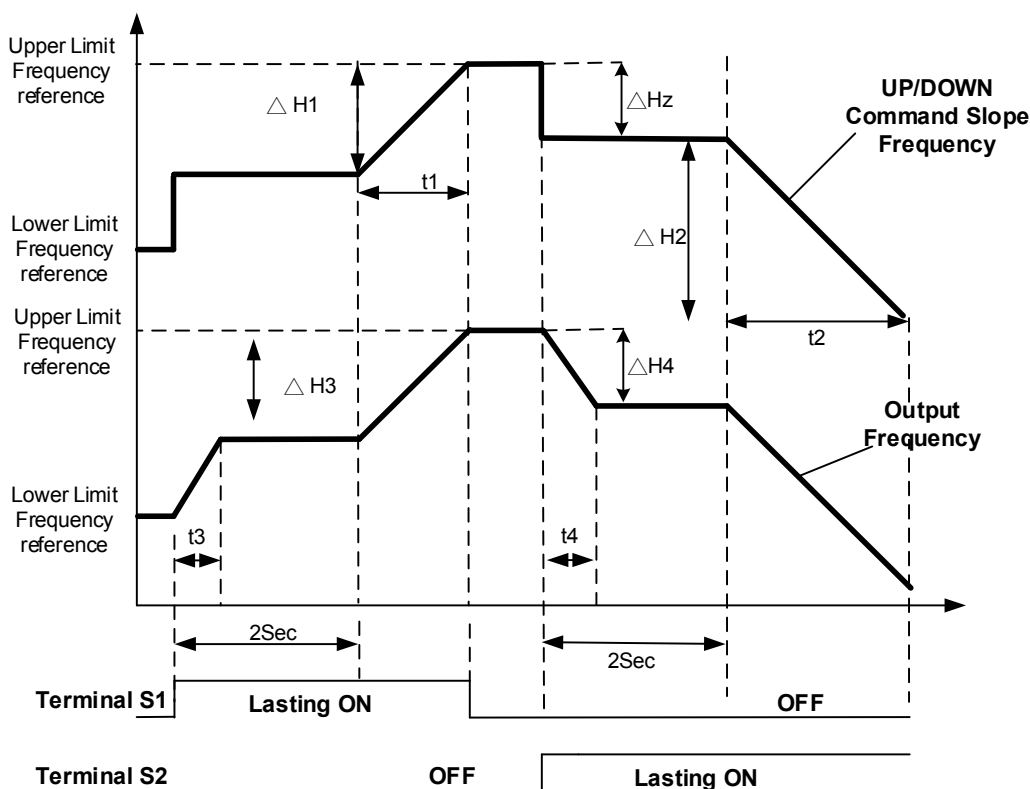 Upper Limit
Frequency
reference
△ H1
△Hz
UP/DOWN
Command Slope
Frequency
t1
Lower Limit
Frequency
reference
△ H2
Upper Limit
Frequency
reference
t2
△ H3
△H4
Output
Frequency
Lower Limit
Frequency
reference
t3
t4
2Sec
2Sec
Terminal S1
Lasting ON
OFF
Terminal S2
OFF
Lasting ON